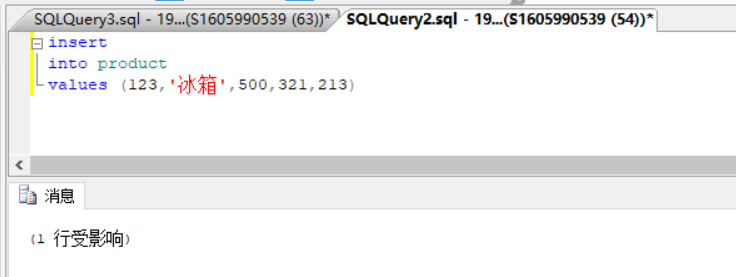 SQLQuery3.sql - 19...(S1605990539 (63))* SQLQuery2.sql - 19...(S1605990539 (54))*
insert
into product
values (123,'冰箱',500,321,213)
消息
(1 行受影响)